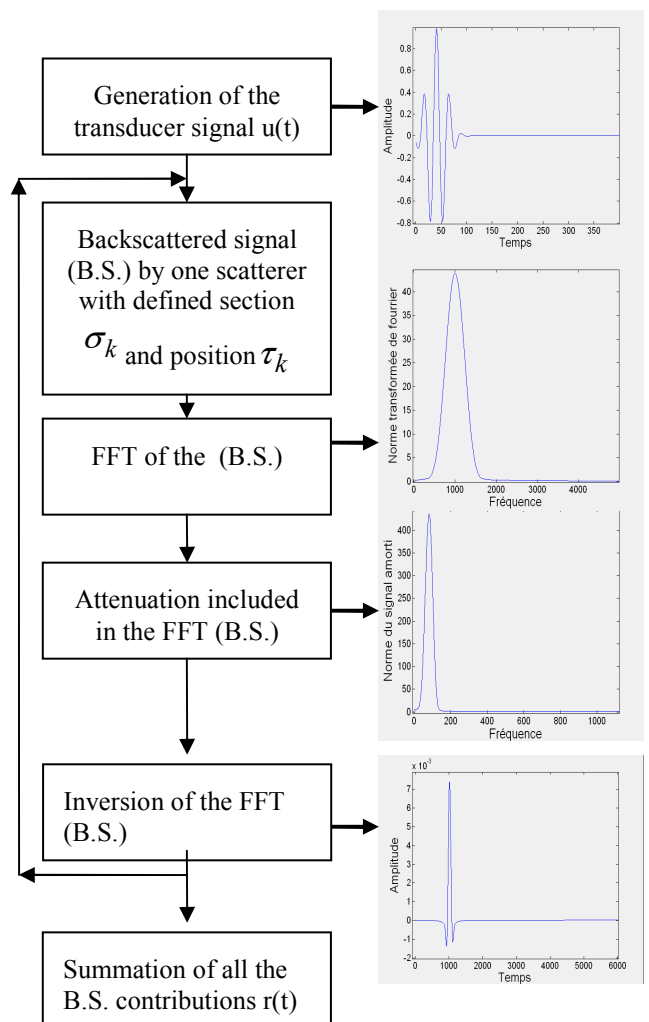 Generation of the
transducer signal u(t)
Amplitude
0.8
0.6
0.4
0.2
0
-0.2
-0.4
-0.6
-0.8
0 50 100 150 200 250 300 350
Temps
Backscattered signal
(B.S.) by one scatterer
with defined section
σk and position τk
Norme transformée de fourrier
40
35
30
25
20
15
10
5
0
0 1000 2000 3000 4000
Fréquence
FFT of the (B.S.)
Norme du signal amorti
400
350
300
250
200
150
100
50
0
0 200 400 600 800 1000
Fréquence
Attenuation included
in the FFT (B.S.)
Inversion of the FFT
(B.S.)
x 10^-3
Amplitude
7
6
5
4
3
2
1
0
-1
-2
0 1000 2000 3000 4000 5000 6000
Temps
Summation of all the
B.S. contributions r(t)